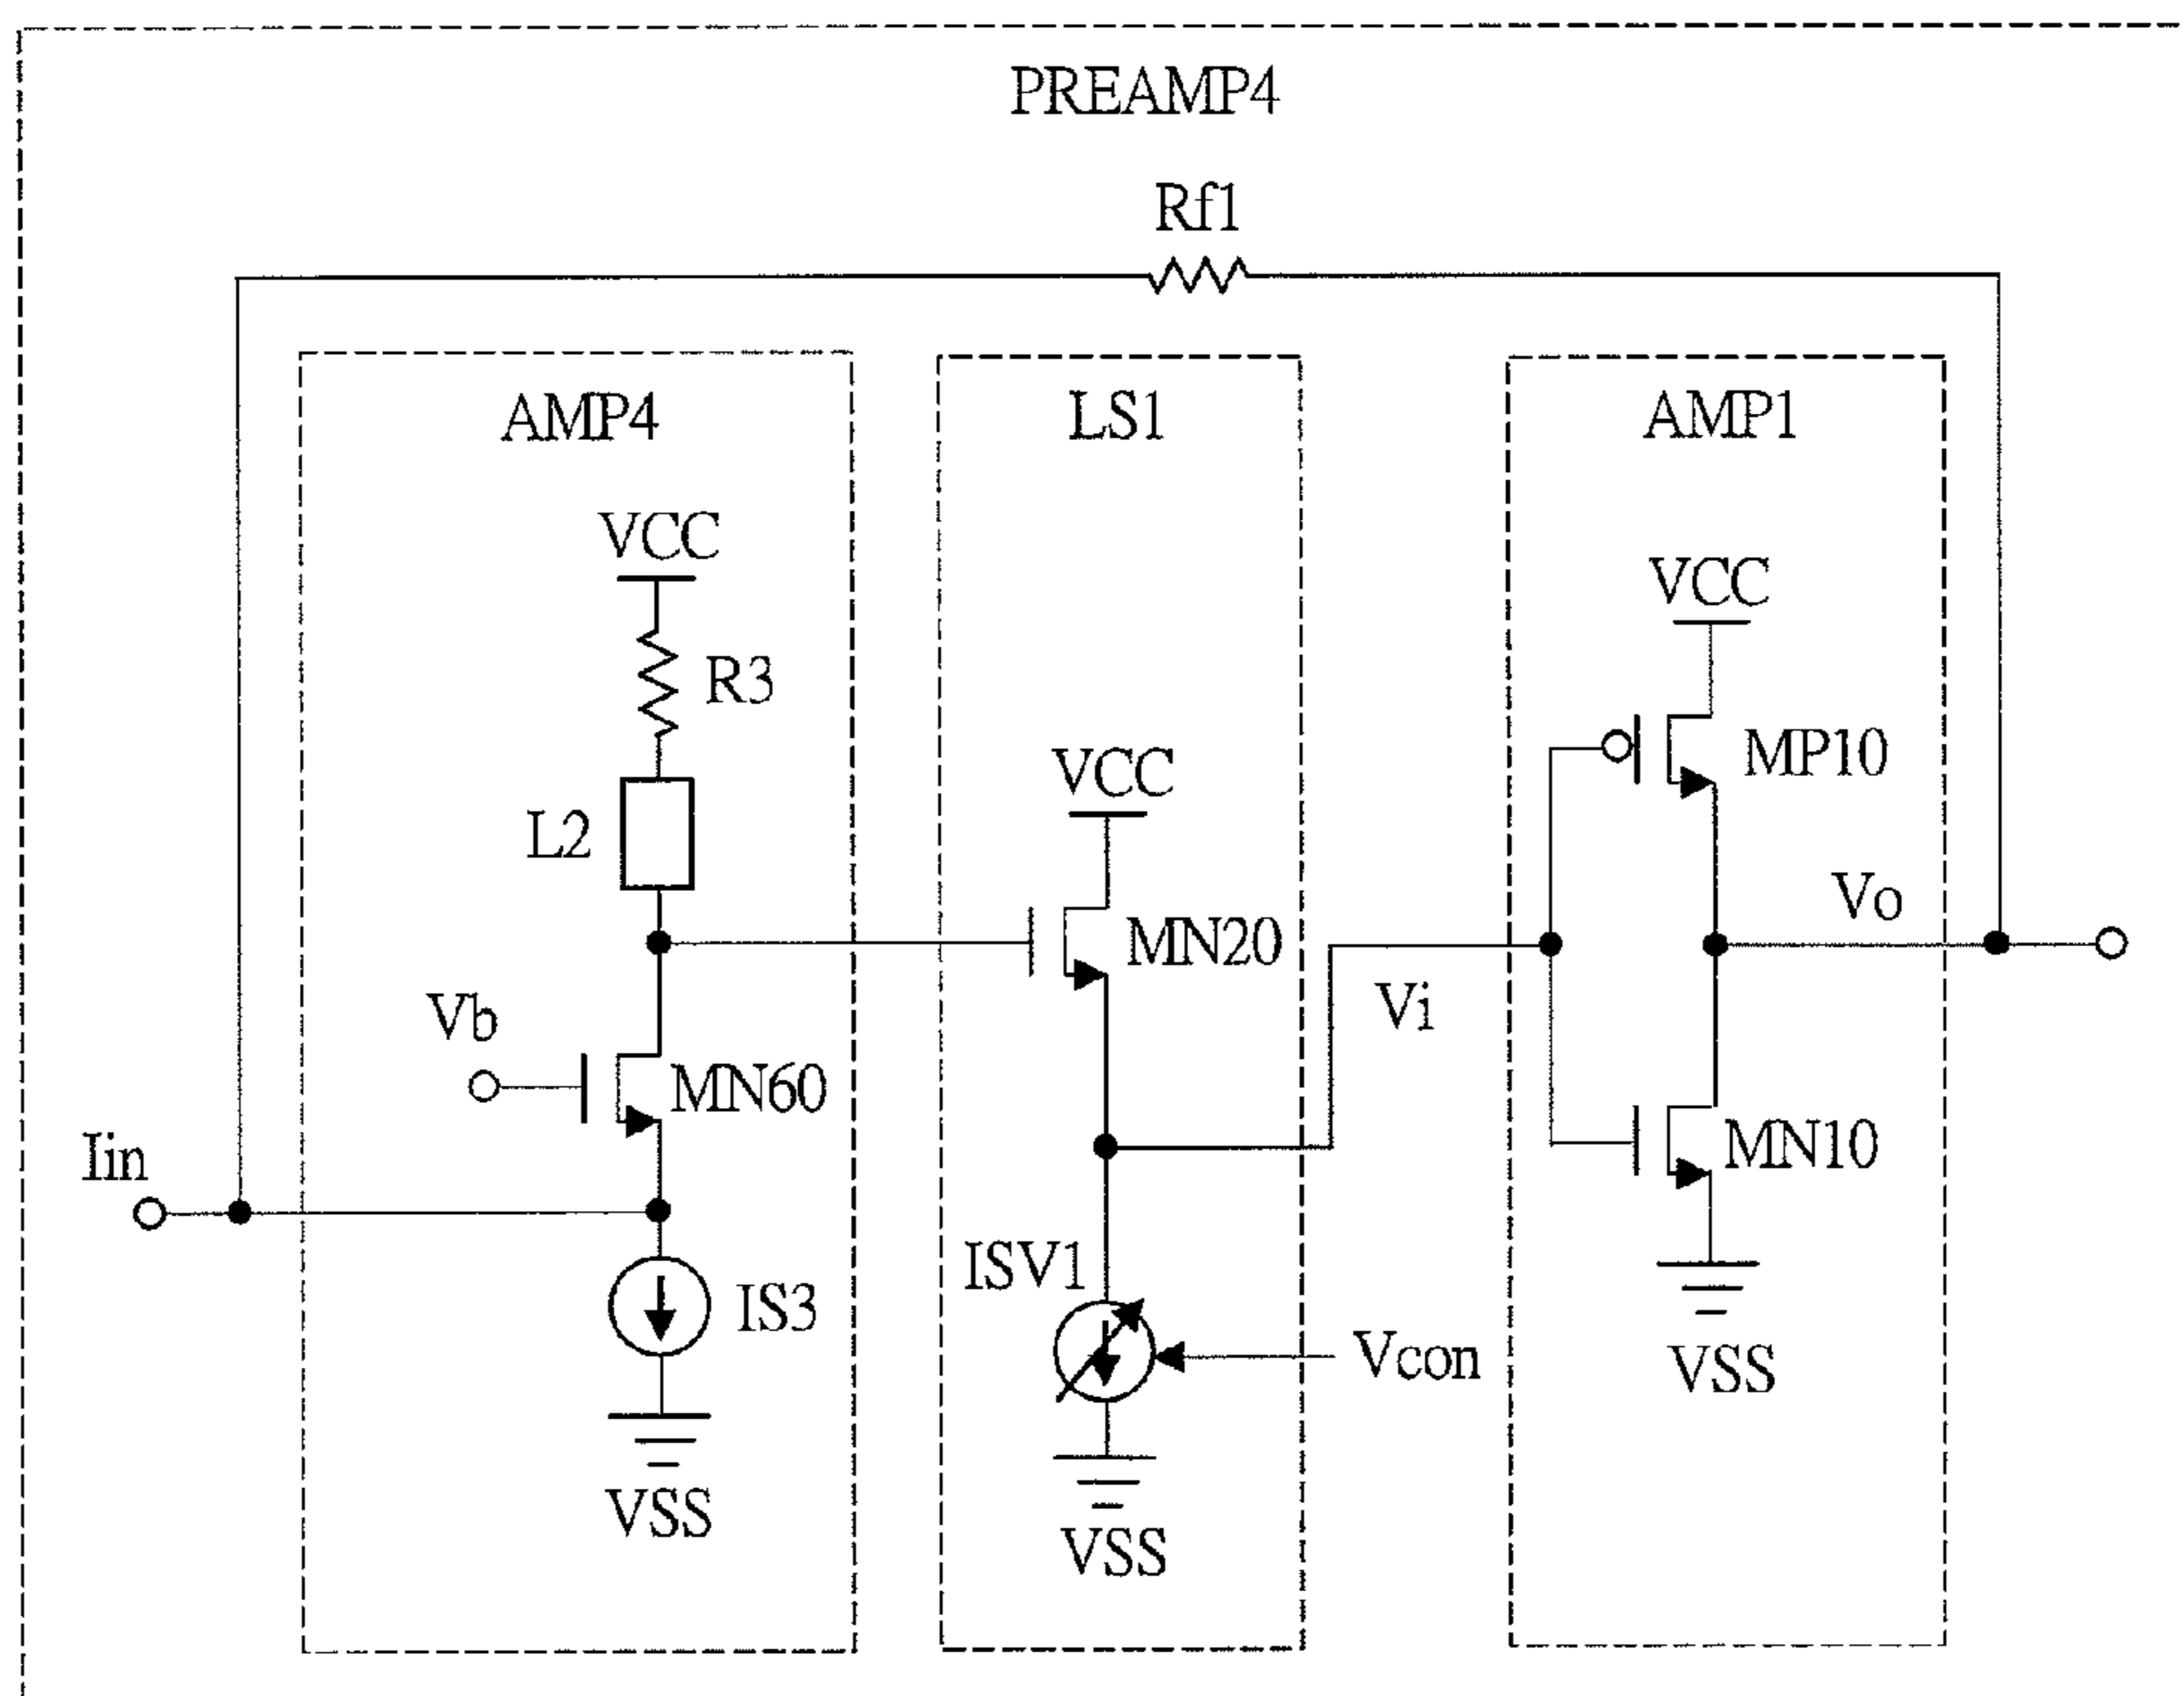 PREAMP4
Rf1
AMP4
LS1
AMP1
VCC
R3
L2
Vb
MN60
Iin
IS3
VSS
VCC
MN20
ISV1
Vcon
VSS
VCC
MP10
Vo
Vi
MN10
VSS